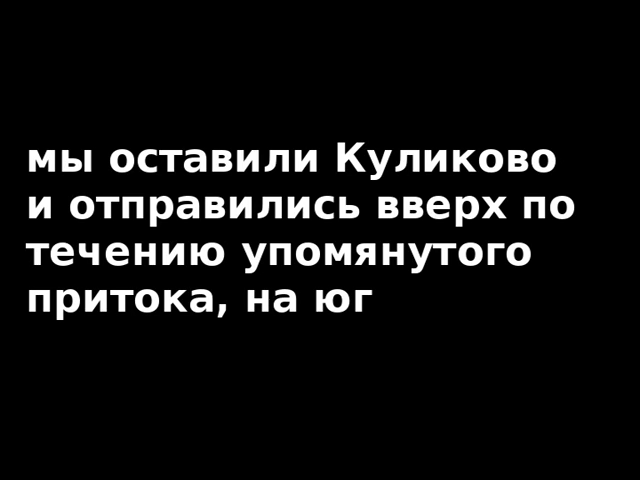 мы оставили Куликово
и отправились вверх по
течению упомянутого
притока, на юг